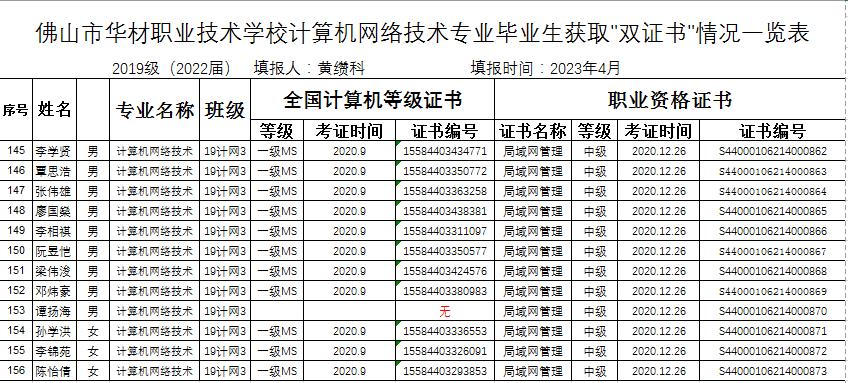 佛山市华材职业技术学校计算机网络技术专业毕业生获取"双证书"情况一览表
2019级（2022届） 填报人：黄缵科 填报时间：2023年4月
序号 姓名 专业名称 班级 全国计算机等级证书 职业资格证书
等级 考证时间 证书编号 证书名称 等级 考证时间 证书编号
145 李学贤 男 计算机网络技术 19计网3 一级MS 2020.9 15584403434771 局域网管理 中级 2020.12.26 S44000106214000862
146 覃思浩 男 计算机网络技术 19计网3 一级MS 2020.9 15584403350772 局域网管理 中级 2020.12.26 S44000106214000863
147 张伟雄 男 计算机网络技术 19计网3 一级MS 2020.9 15584403363258 局域网管理 中级 2020.12.26 S44000106214000864
148 廖国燊 男 计算机网络技术 19计网3 一级MS 2020.9 15584403438381 局域网管理 中级 2020.12.26 S44000106214000865
149 李相祺 男 计算机网络技术 19计网3 一级MS 2020.9 15584403311097 局域网管理 中级 2020.12.26 S44000106214000866
150 阮昱恺 男 计算机网络技术 19计网3 一级MS 2020.9 15584403350577 局域网管理 中级 2020.12.26 S44000106214000867
151 梁伟浚 男 计算机网络技术 19计网3 一级MS 2020.9 15584403424576 局域网管理 中级 2020.12.26 S44000106214000868
152 邓炜豪 男 计算机网络技术 19计网3 一级MS 2020.9 15584403380983 局域网管理 中级 2020.12.26 S44000106214000869
153 谭扬海 男 计算机网络技术 19计网3 无 局域网管理 中级 2020.12.26 S44000106214000870
154 孙学洪 女 计算机网络技术 19计网3 一级MS 2020.9 15584403336553 局域网管理 中级 2020.12.26 S44000106214000871
155 李锦苑 女 计算机网络技术 19计网3 一级MS 2020.9 15584403326091 局域网管理 中级 2020.12.26 S44000106214000872
156 陈怡倩 女 计算机网络技术 19计网3 一级MS 2020.9 15584403293853 局域网管理 中级 2020.12.26 S44000106214000873